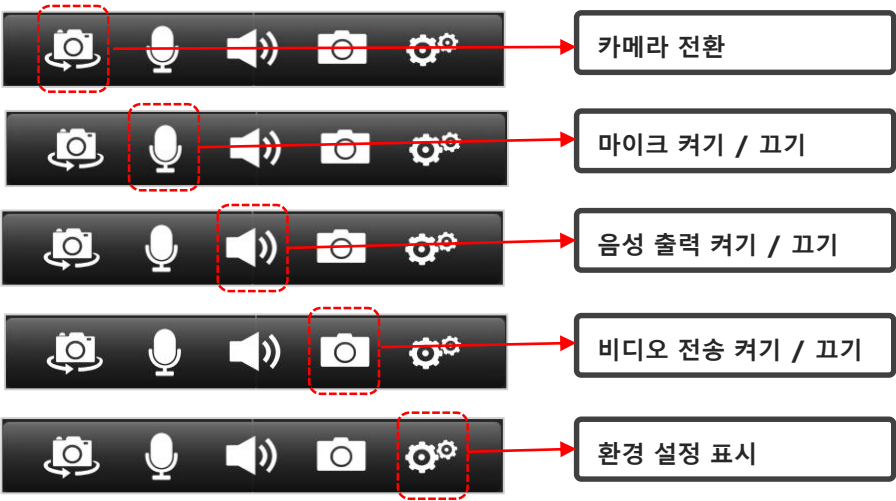 카메라 전환
마이크 켜기 / 끄기
음성 출력 켜기 / 끄기
비디오 전송 켜기 / 끄기
환경 설정 표시